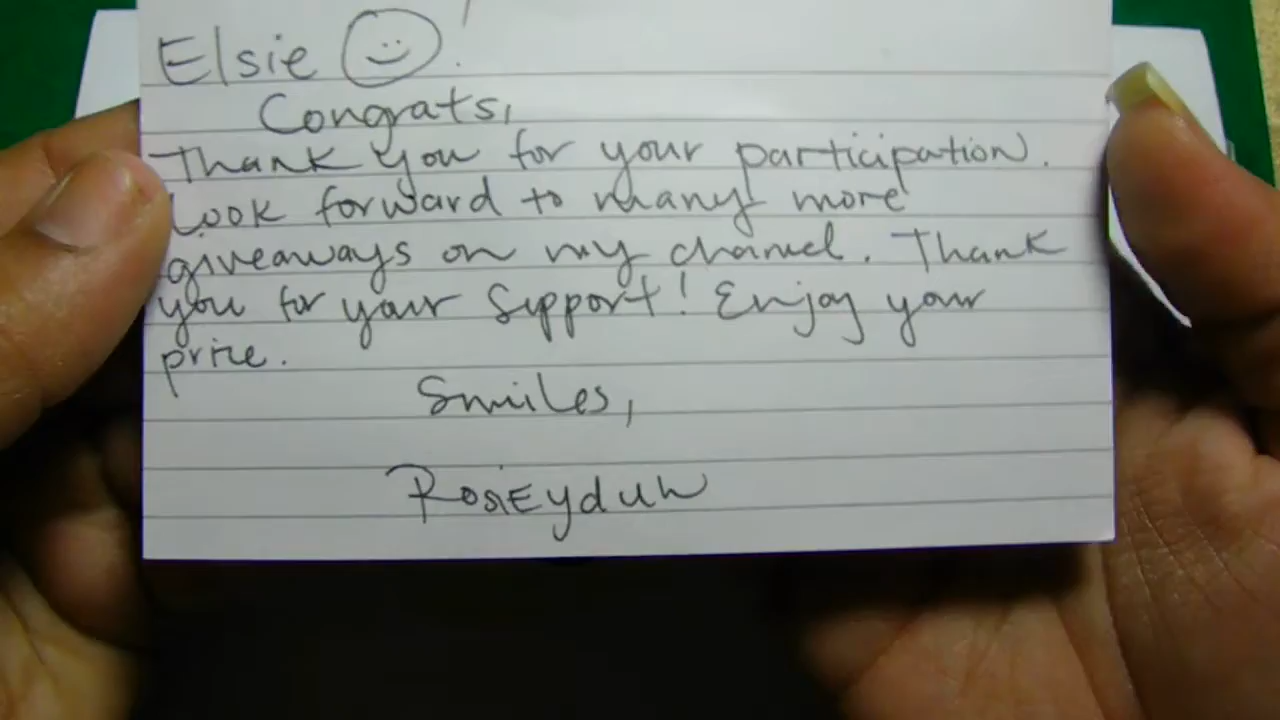 Elsie ☺!
Congrats,
Thank you for your participation.
Look forward to many more
giveaways on my channel. Thank
you for your support! Enjoy your
prize.
Smiles,
RosiEyduh